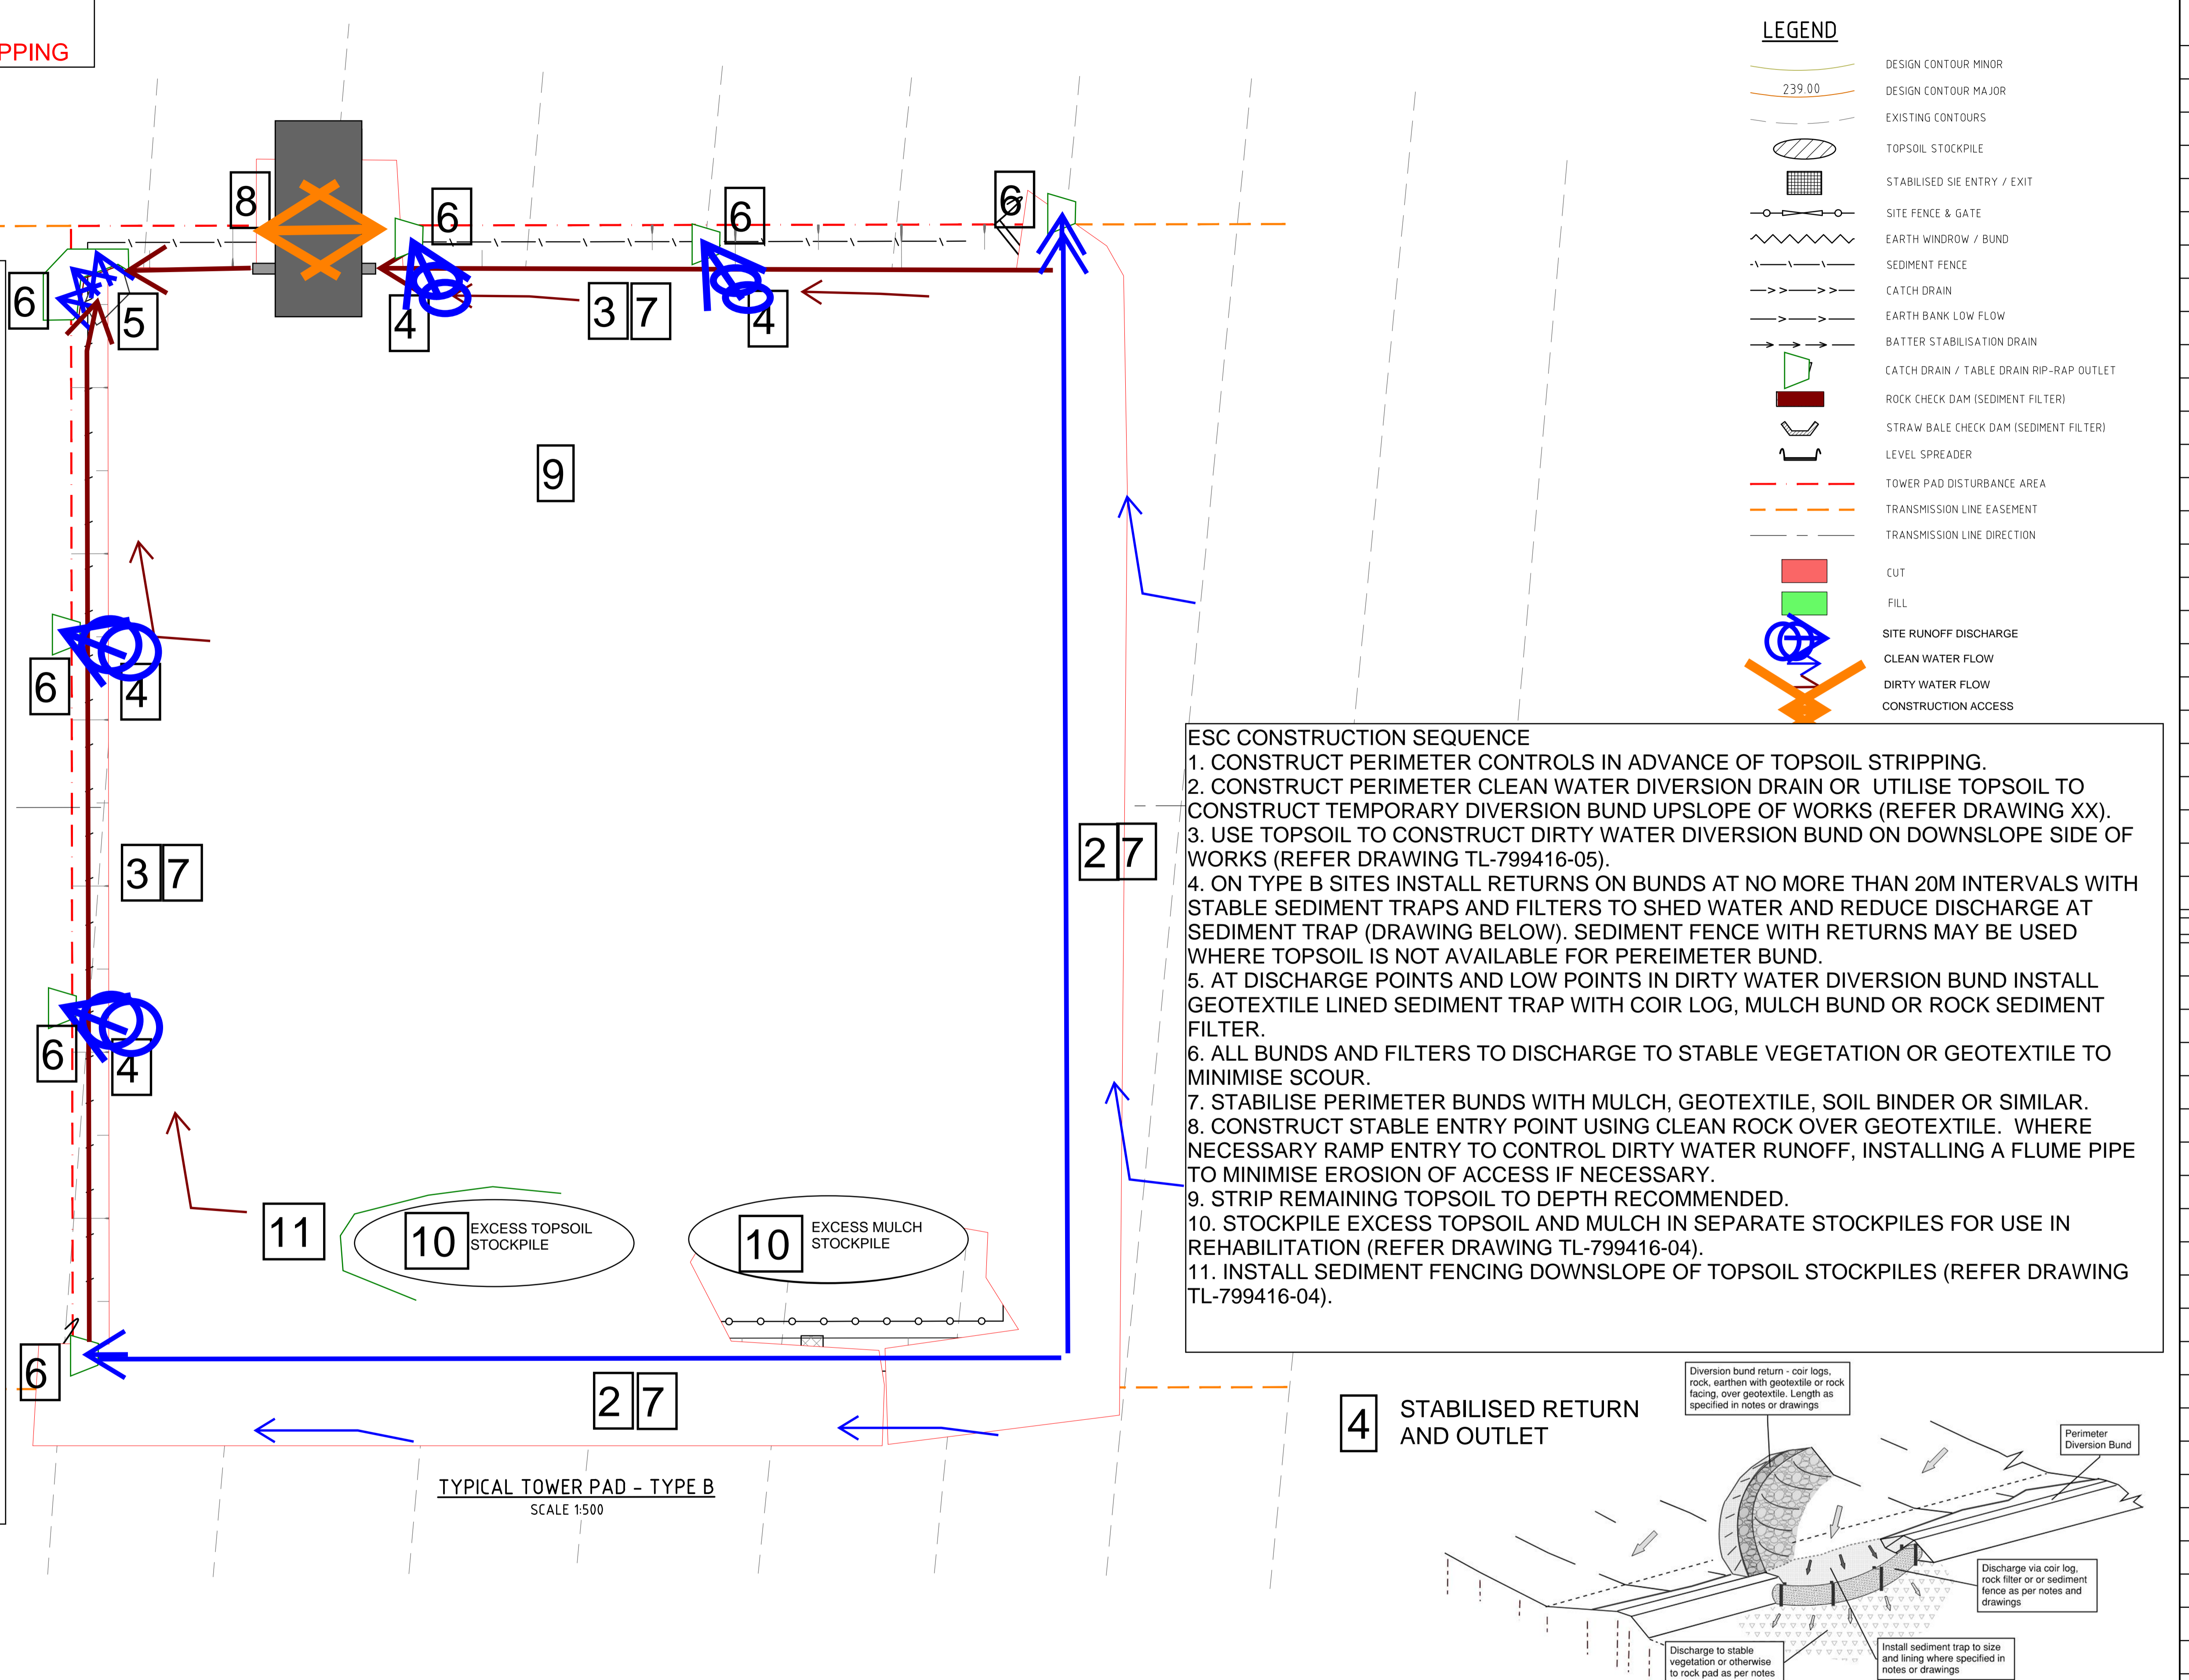 PPING
8
6
6
6
6
5
4
3 7
4
9
6
4
3 7
2 7
6
4
11
10
EXCESS TOPSOIL
STOCKPILE
10
EXCESS MULCH
STOCKPILE
6
2 7
TYPICAL TOWER PAD - TYPE B
SCALE 1:500
LEGEND
DESIGN CONTOUR MINOR
239.00
DESIGN CONTOUR MAJOR
EXISTING CONTOURS
TOPSOIL STOCKPILE
STABILISED SIE ENTRY / EXIT
SITE FENCE & GATE
EARTH WINDROW / BUND
SEDIMENT FENCE
CATCH DRAIN
EARTH BANK LOW FLOW
BATTER STABILISATION DRAIN
CATCH DRAIN / TABLE DRAIN RIP-RAP OUTLET
ROCK CHECK DAM (SEDIMENT FILTER)
STRAW BALE CHECK DAM (SEDIMENT FILTER)
LEVEL SPREADER
TOWER PAD DISTURBANCE AREA
TRANSMISSION LINE EASEMENT
TRANSMISSION LINE DIRECTION
CUT
FILL
SITE RUNOFF DISCHARGE
CLEAN WATER FLOW
DIRTY WATER FLOW
CONSTRUCTION ACCESS
ESC CONSTRUCTION SEQUENCE
1. CONSTRUCT PERIMETER CONTROLS IN ADVANCE OF TOPSOIL STRIPPING.
2. CONSTRUCT PERIMETER CLEAN WATER DIVERSION DRAIN OR UTILISE TOPSOIL TO
CONSTRUCT TEMPORARY DIVERSION BUND UPSLOPE OF WORKS (REFER DRAWING XX).
3. USE TOPSOIL TO CONSTRUCT DIRTY WATER DIVERSION BUND ON DOWNSLOPE SIDE OF
WORKS (REFER DRAWING TL-799416-05).
4. ON TYPE B SITES INSTALL RETURNS ON BUNDS AT NO MORE THAN 20M INTERVALS WITH
STABLE SEDIMENT TRAPS AND FILTERS TO SHED WATER AND REDUCE DISCHARGE AT
SEDIMENT TRAP (DRAWING BELOW). SEDIMENT FENCE WITH RETURNS MAY BE USED
WHERE TOPSOIL IS NOT AVAILABLE FOR PEREIMETER BUND.
5. AT DISCHARGE POINTS AND LOW POINTS IN DIRTY WATER DIVERSION BUND INSTALL
GEOTEXTILE LINED SEDIMENT TRAP WITH COIR LOG, MULCH BUND OR ROCK SEDIMENT
FILTER.
6. ALL BUNDS AND FILTERS TO DISCHARGE TO STABLE VEGETATION OR GEOTEXTILE TO
MINIMISE SCOUR.
7. STABILISE PERIMETER BUNDS WITH MULCH, GEOTEXTILE, SOIL BINDER OR SIMILAR.
8. CONSTRUCT STABLE ENTRY POINT USING CLEAN ROCK OVER GEOTEXTILE. WHERE
NECESSARY RAMP ENTRY TO CONTROL DIRTY WATER RUNOFF, INSTALLING A FLUME PIPE
TO MINIMISE EROSION OF ACCESS IF NECESSARY.
9. STRIP REMAINING TOPSOIL TO DEPTH RECOMMENDED.
10. STOCKPILE EXCESS TOPSOIL AND MULCH IN SEPARATE STOCKPILES FOR USE IN
REHABILITATION (REFER DRAWING TL-799416-04).
11. INSTALL SEDIMENT FENCING DOWNSLOPE OF TOPSOIL STOCKPILES (REFER DRAWING
TL-799416-04).
4
STABILISED RETURN
AND OUTLET
Diversion bund return - coir logs,
rock, earthen with geotextile or rock
facing, over geotextile. Length as
specified in notes or drawings
Perimeter
Diversion Bund
Discharge via coir log,
rock filter or or sediment
fence as per notes and
drawings
Install sediment trap to size
and lining where specified in
notes or drawings
Discharge to stable
vegetation or otherwise
to rock pad as per notes